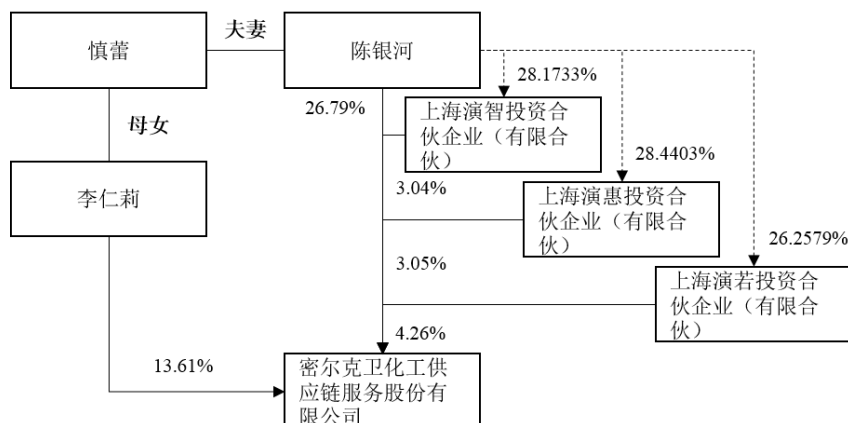 慎蕾
夫妻
陈银河
28.1733%
26.79%
上海演智投资合
伙企业（有限合
伙）
母女
28.4403%
李仁莉
3.04%
上海演惠投资合
伙企业（有限合
伙）
26.2579%
3.05%
上海演若投资合
伙企业（有限合
伙）
4.26%
13.61%
密尔克卫化工供
应链服务股份有
限公司